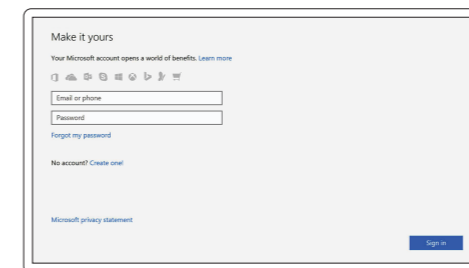 Make it yours
Your Microsoft account opens a world of benefits. Learn more
Email or phone
Password
Forgot my password
No account? Create one!
Microsoft privacy statement
Sign in